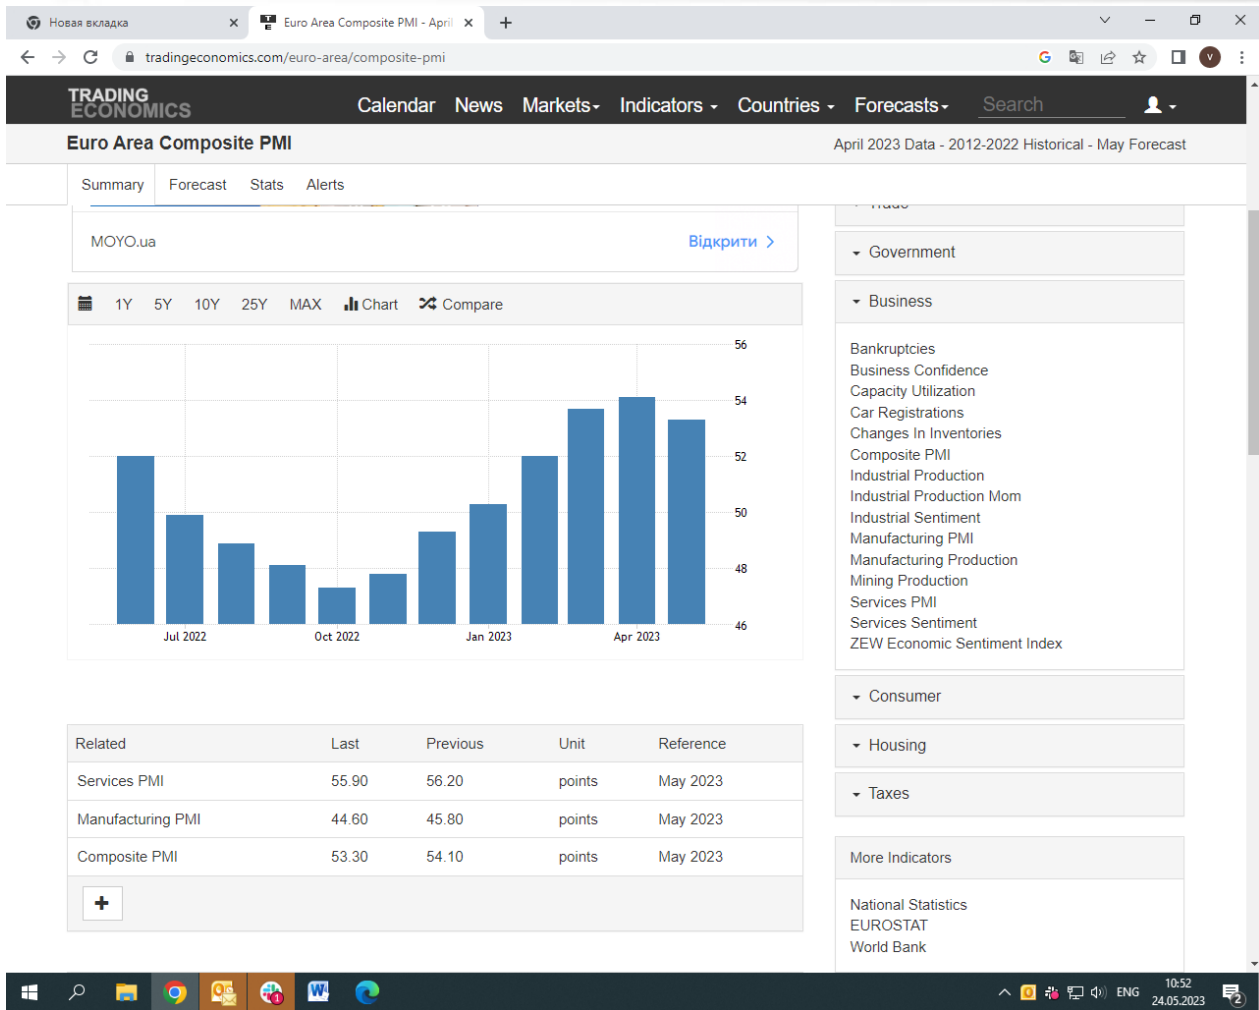 Новая вкладка
Euro Area Composite PMI - April
tradingeconomics.com/euro-area/composite-pmi
V
TRADING
ECONOMICS
Calendar News Markets Indicators Countries Forecasts Search
Euro Area Composite PMI
April 2023 Data - 2012-2022 Historical - May Forecast
Summary Forecast Stats Alerts
MOYO.ua
Відкрити
1Y 5Y 10Y 25Y MAX Chart Compare
56
54
52
50
48
46
Jul 2022 Oct 2022 Jan 2023 Apr 2023
Related Last Previous Unit Reference
Services PMI 55.90 56.20 points May 2023
Manufacturing PMI 44.60 45.80 points May 2023
Composite PMI 53.30 54.10 points May 2023
Trade
Government
Business
Bankruptcies
Business Confidence
Capacity Utilization
Car Registrations
Changes In Inventories
Composite PMI
Industrial Production
Industrial Production Mom
Industrial Sentiment
Manufacturing PMI
Manufacturing Production
Mining Production
Services PMI
Services Sentiment
ZEW Economic Sentiment Index
Consumer
Housing
Taxes
More Indicators
National Statistics
EUROSTAT
World Bank
ENG
10:52
24.05.2023
2